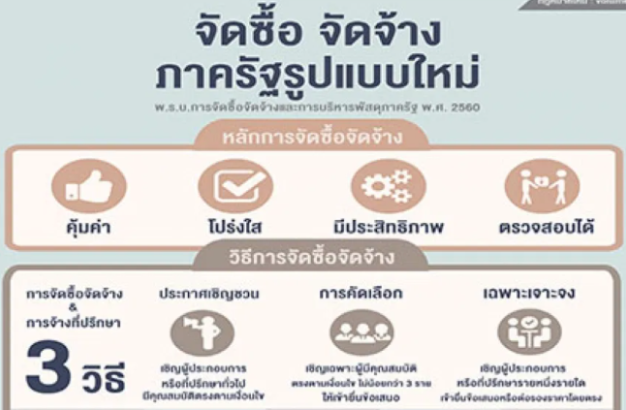 จัดซื้อ จัดจ้าง
ภาครัฐรูปแบบใหม่
พ.ร.บ.การจัดซื้อจัดจ้างและการบริหารพัสดุภาครัฐ พ.ศ. 2560
หลักการจัดซื้อจัดจ้าง
คุ้มค่า
โปร่งใส
มีประสิทธิภาพ
ตรวจสอบได้
วิธีการจัดซื้อจัดจ้าง
การจัดซื้อจัดจ้าง
&
การจ้างที่ปรึกษา
3 วิธี
ประกาศเชิญชวน
เชิญผู้ประกอบการ
หรือที่ปรึกษาทั่วไป
มีคุณสมบัติตรงตามเงื่อนไข
การคัดเลือก
เชิญเฉพาะผู้มีคุณสมบัติ
ตรงตามเงื่อนไข ไม่น้อยกว่า 3 ราย
ให้เข้ายื่นข้อเสนอ
เฉพาะเจาะจง
เชิญผู้ประกอบการ
หรือที่ปรึกษารายหนึ่งรายใด
เข้ายื่นข้อเสนอหรือต่อรองราคาโดยตรง